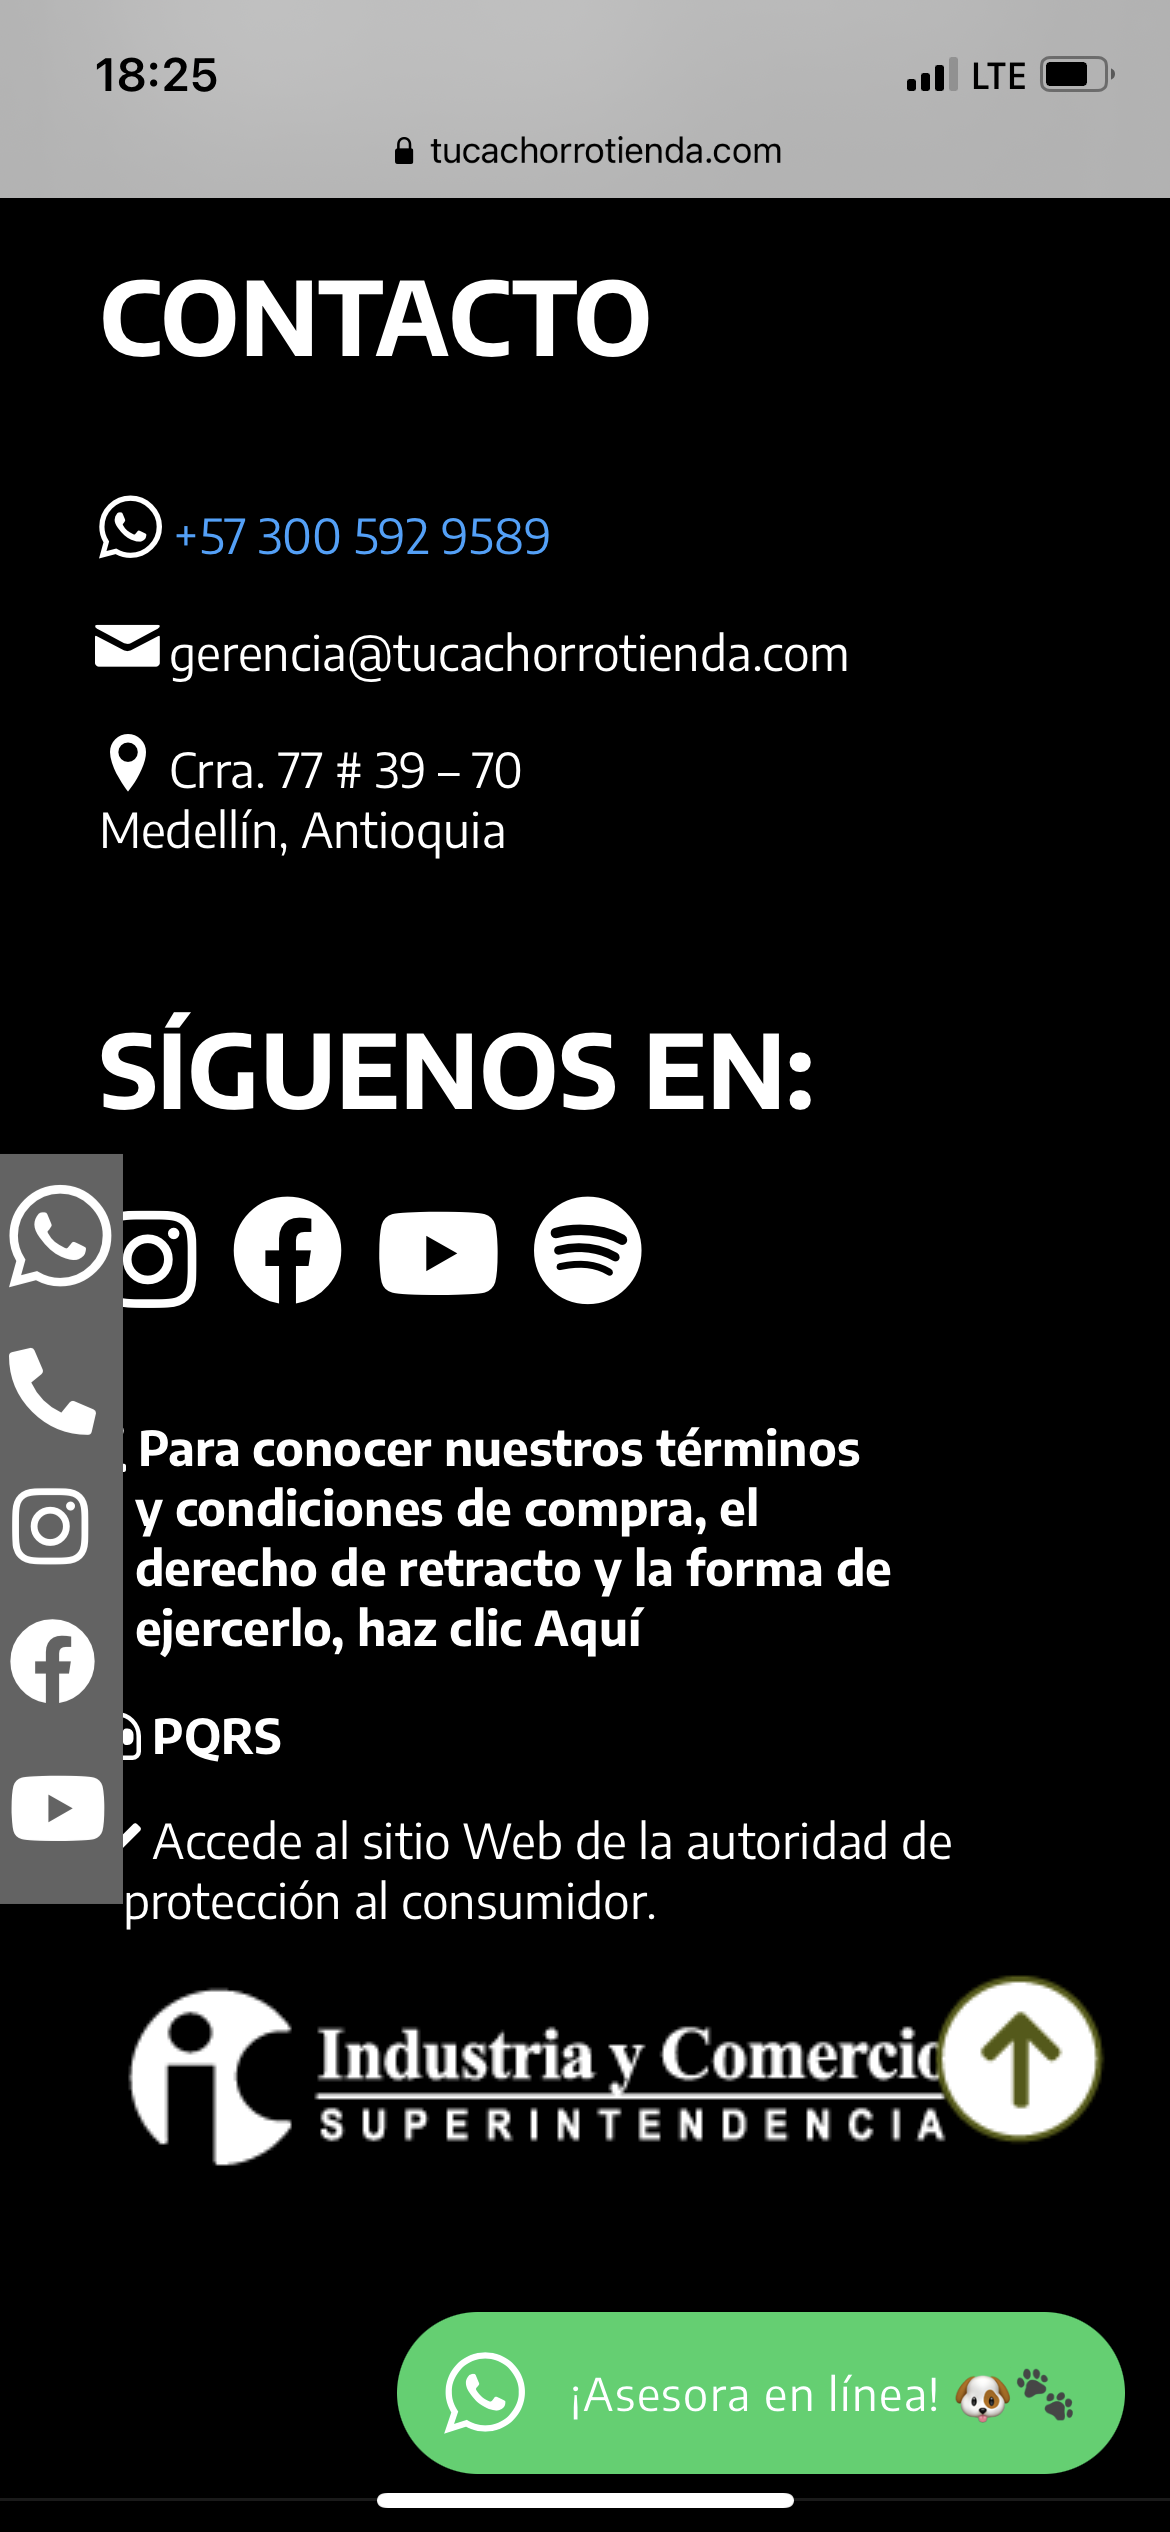 18:25
LTE
tucachorrotienda.com
CONTACTO
+57 300 592 9589
gerencia@tucachorrotienda.com
Crra. 77 # 39 – 70
Medellín, Antioquia
SÍGUENOS EN:
Para conocer nuestros términos
y condiciones de compra, el
derecho de retracto y la forma de
ejercerlo, haz clic Aquí
PQRS
Accede al sitio Web de la autoridad de
protección al consumidor.
Industria y Comercio
SUPERINTENDENCIA
¡Asesora en línea! 🐶🐾